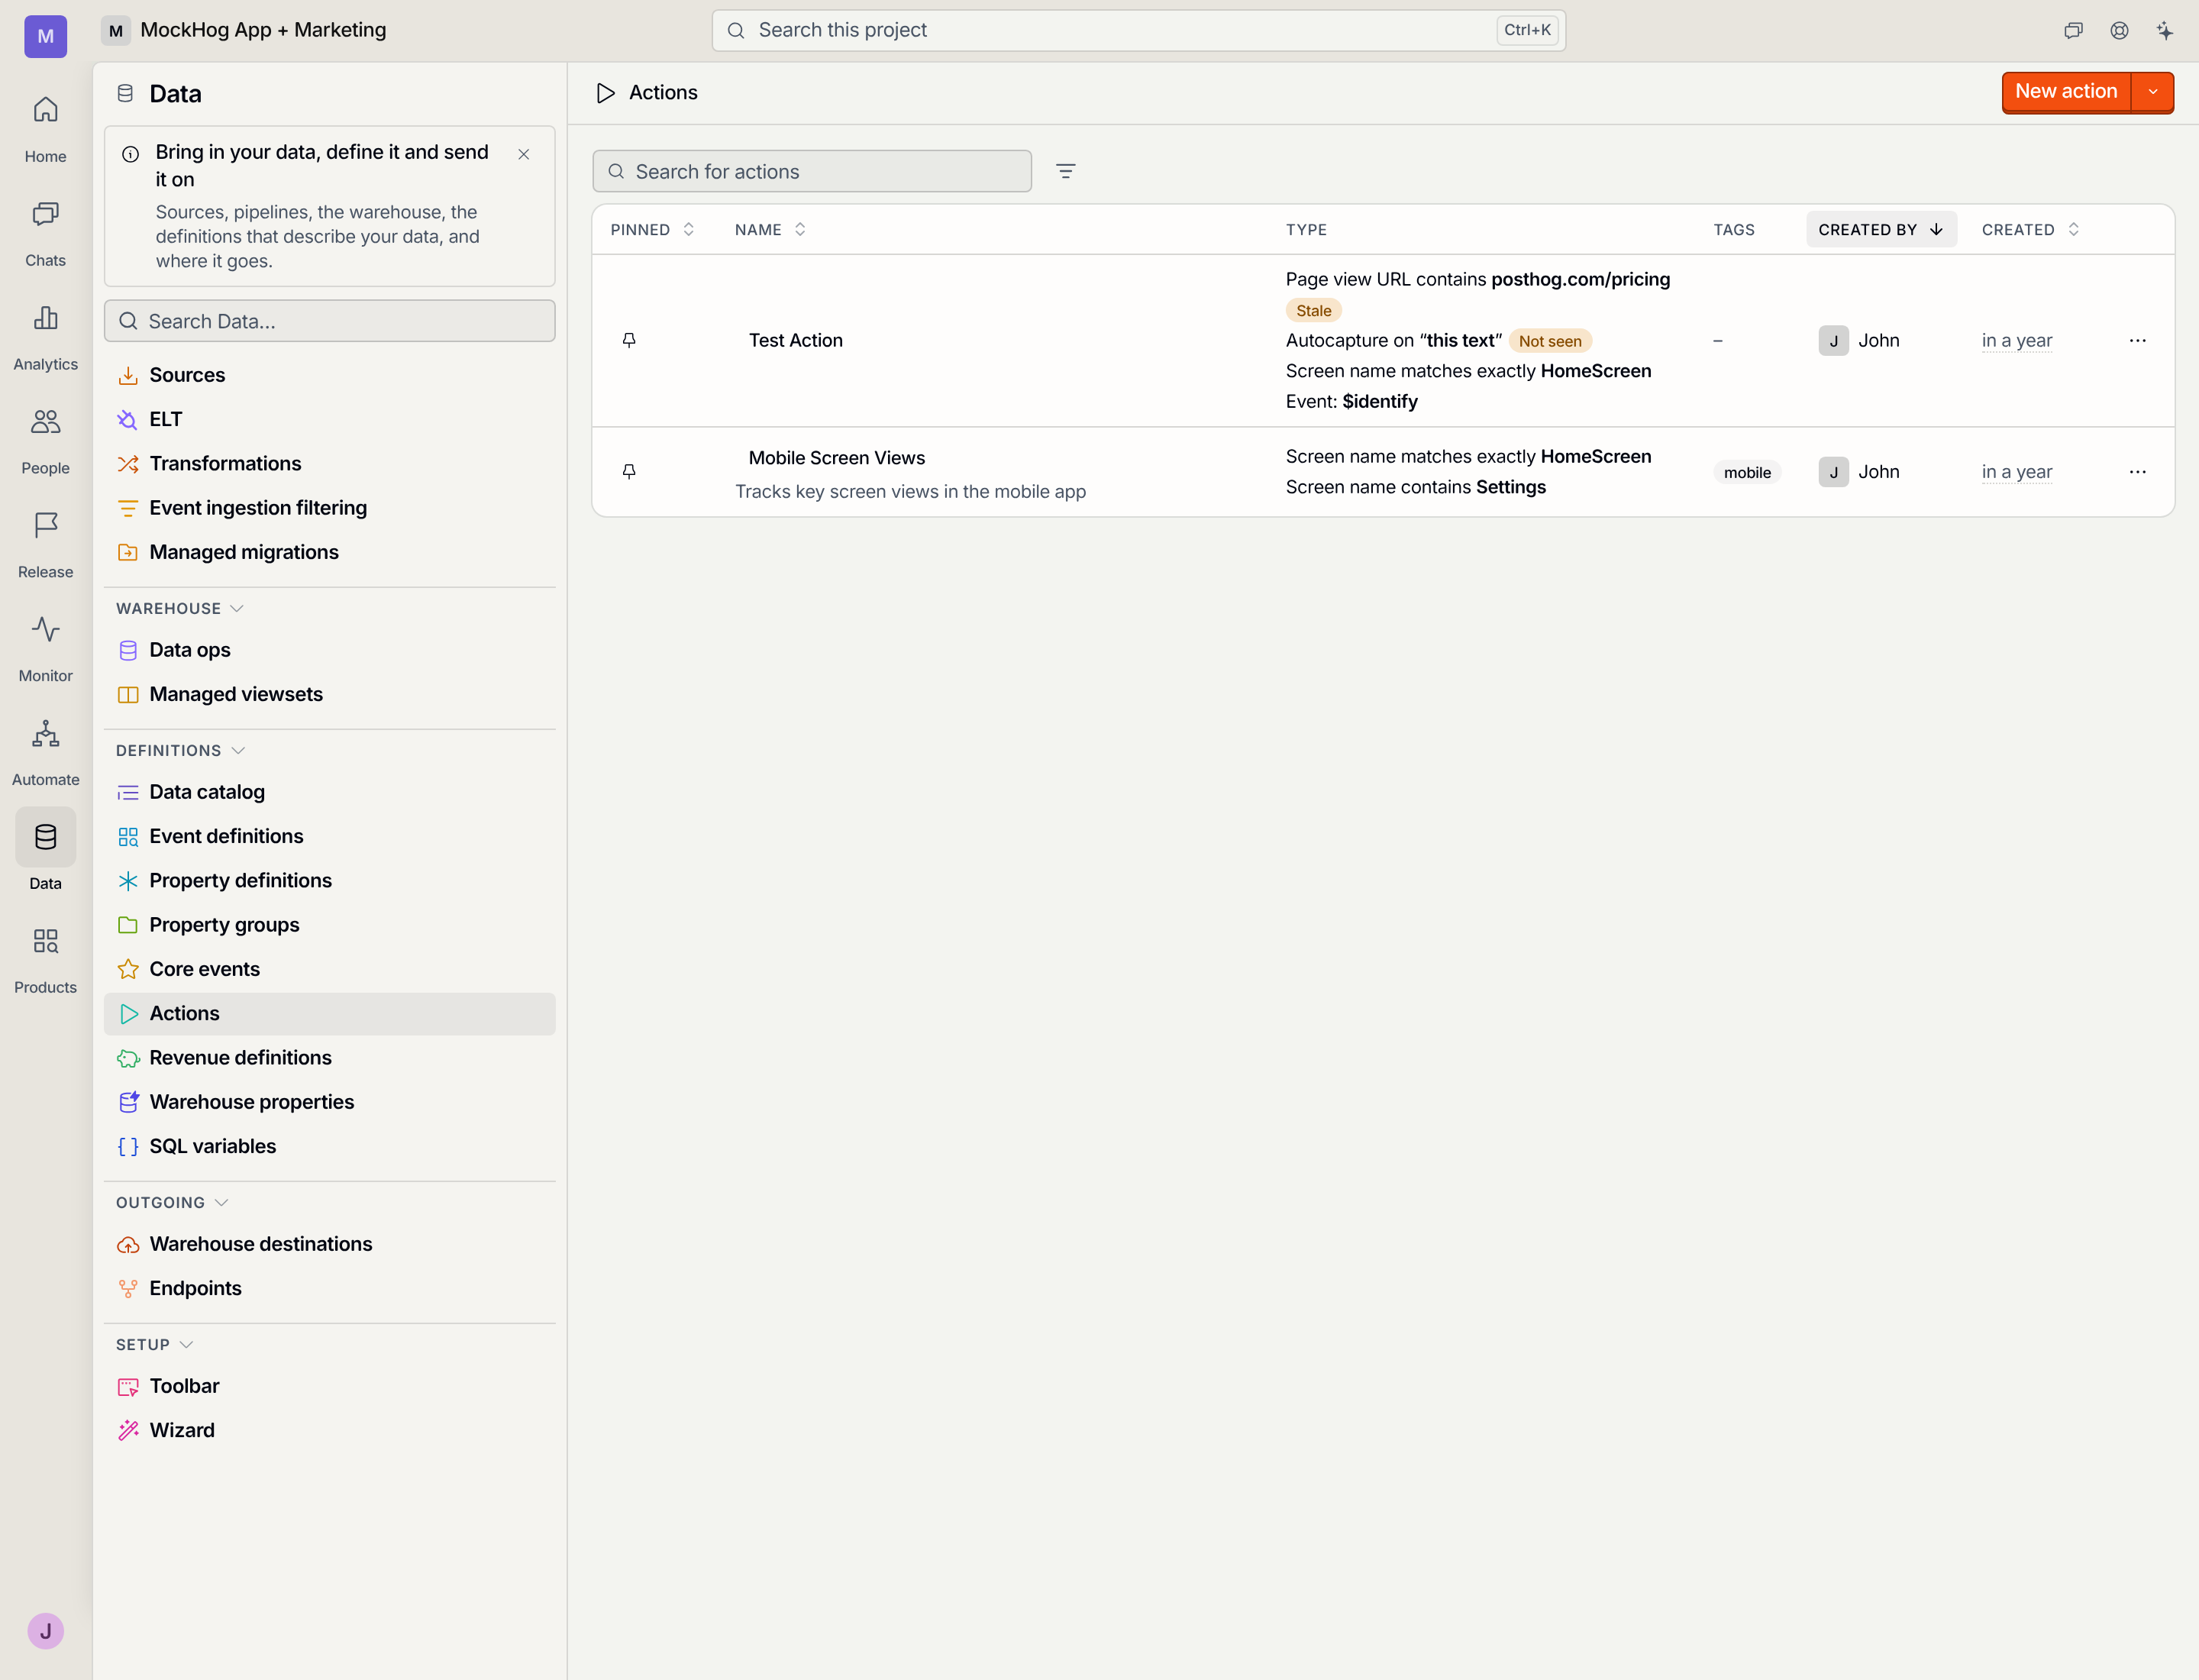 M
M MockHog App + Marketing
Search this project
Ctrl+K
Home
Chats
Analytics
People
Release
Monitor
Automate
Data
Products
J
Data
Bring in your data, define it and send
it on
Sources, pipelines, the warehouse, the
definitions that describe your data, and
where it goes.
Search Data...
Sources
ELT
Transformations
Event ingestion filtering
Managed migrations
WAREHOUSE
Data ops
Managed viewsets
DEFINITIONS
Data catalog
Event definitions
Property definitions
Property groups
Core events
Actions
Revenue definitions
Warehouse properties
SQL variables
OUTGOING
Warehouse destinations
Endpoints
SETUP
Toolbar
Wizard
Actions
New action
Search for actions
PINNED NAME TYPE TAGS CREATED BY CREATED
Page view URL contains posthog.com/pricing
Stale
Test Action Autocapture on “this text” Not seen – J John in a year
Screen name matches exactly HomeScreen
Event: $identify
Mobile Screen Views
Tracks key screen views in the mobile app
Screen name matches exactly HomeScreen
Screen name contains Settings
mobile J John in a year